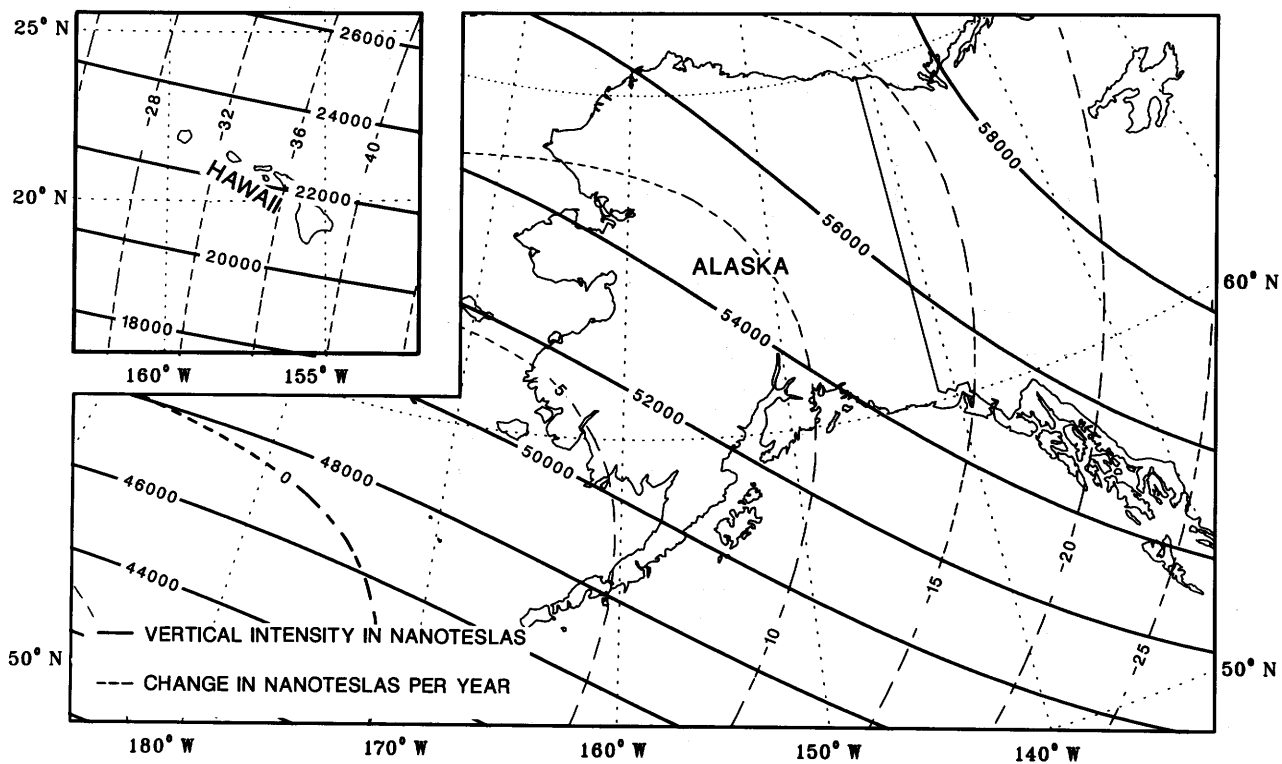 25° N
26000
24000
-28
-32
-36
-40
HAWAII
22000
20° N
20000
18000
160° W
155° W
58000
56000
ALASKA
60° N
54000
-5
52000
50000
0
48000
46000
44000
-20
-15
-10
-25
VERTICAL INTENSITY IN NANOTESLAS
CHANGE IN NANOTESLAS PER YEAR
50° N
50° N
180° W
170° W
160° W
150° W
140° W